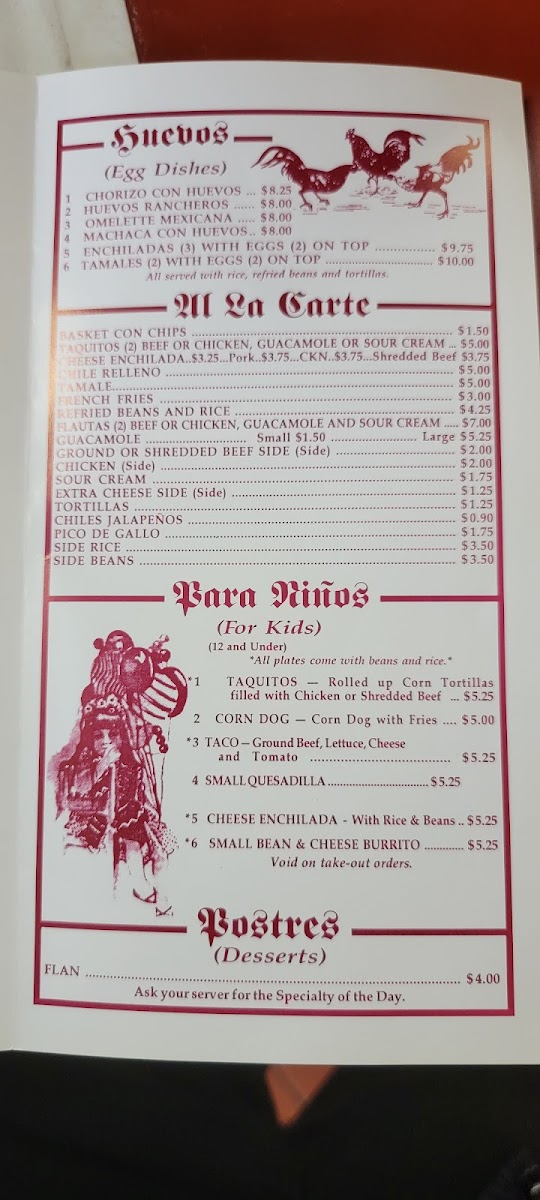 Huevos
(Egg Dishes)
1 CHORIZO CON HUEVOS ... $8.25
2 HUEVOS RANCHEROS ...... $8.00
3 OMELETTE MEXICANA ..... $8.00
4 MACHACA CON HUEVOS.. $8.00
5 ENCHILADAS (3) WITH EGGS (2) ON TOP ............... $9.75
6 TAMALES (2) WITH EGGS (2) ON TOP .......................... $10.00
All served with rice, refried beans and tortillas.
Al La Carte
BASKET CON CHIPS ........................ $1.50
TAQUITOS (2) BEEF OR CHICKEN, GUACAMOLE OR SOUR CREAM ... $5.00
CHEESE ENCHILADA..$3.25...Pork..$3.75...CKN..$3.75...Shredded Beef $3.75
CHILE RELLENO ........................ $5.00
TAMALE........................ $5.00
FRENCH FRIES ........................ $3.00
REFRIED BEANS AND RICE ........................ $4.25
FLAUTAS (2) BEEF OR CHICKEN, GUACAMOLE AND SOUR CREAM ..... $7.00
GUACAMOLE ........................ Small $1.50 ..................... Large $5.25
GROUND OR SHREDDED BEEF SIDE (Side) ........................ $2.00
CHICKEN (Side) ........................ $2.00
SOUR CREAM ........................ $1.75
EXTRA CHEESE SIDE (Side) ........................ $1.25
TORTILLAS ........................ $1.25
CHILES JALAPEÑOS ........................ $0.90
PICO DE GALLO ........................ $1.75
SIDE RICE ........................ $3.50
SIDE BEANS ........................ $3.50
Para Niños
(For Kids)
(12 and Under)
*All plates come with beans and rice.*
*1 TAQUITOS — Rolled up Corn Tortillas
filled with Chicken or Shredded Beef ... $5.25
2 CORN DOG — Corn Dog with Fries .... $5.00
*3 TACO — Ground Beef, Lettuce, Cheese
and Tomato ........................ $5.25
4 SMALL QUESADILLA........................ $5.25
*5 CHEESE ENCHILADA - With Rice & Beans .. $5.25
*6 SMALL BEAN & CHEESE BURRITO ............ $5.25
Void on take-out orders.
Postres
(Desserts)
FLAN ........................ $4.00
Ask your server for the Specialty of the Day.